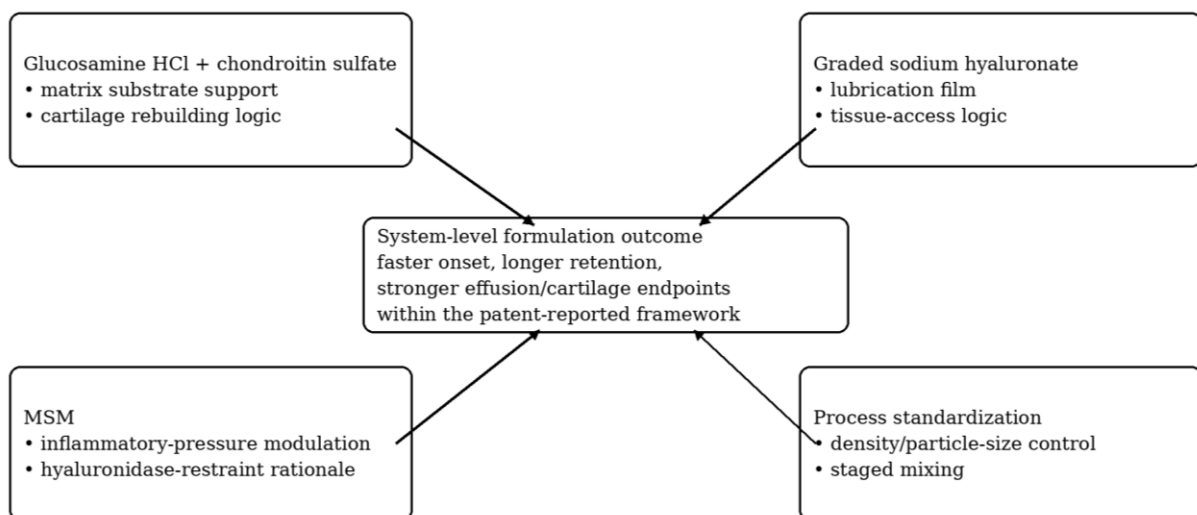 Glucosamine HCl + chondroitin sulfate
• matrix substrate support
• cartilage rebuilding logic
Graded sodium hyaluronate
• lubrication film
• tissue-access logic
System-level formulation outcome
faster onset, longer retention,
stronger effusion/cartilage endpoints
within the patent-reported framework
MSM
• inflammatory-pressure modulation
• hyaluronidase-restraint rationale
Process standardization
• density/particle-size control
• staged mixing